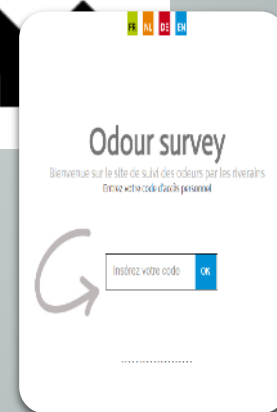 FR NL DE EN
Odour survey
Bienvenue sur le site de suivi des odeurs par les riverains
Entrez votre code d'accès personnel
Insérez votre code OK